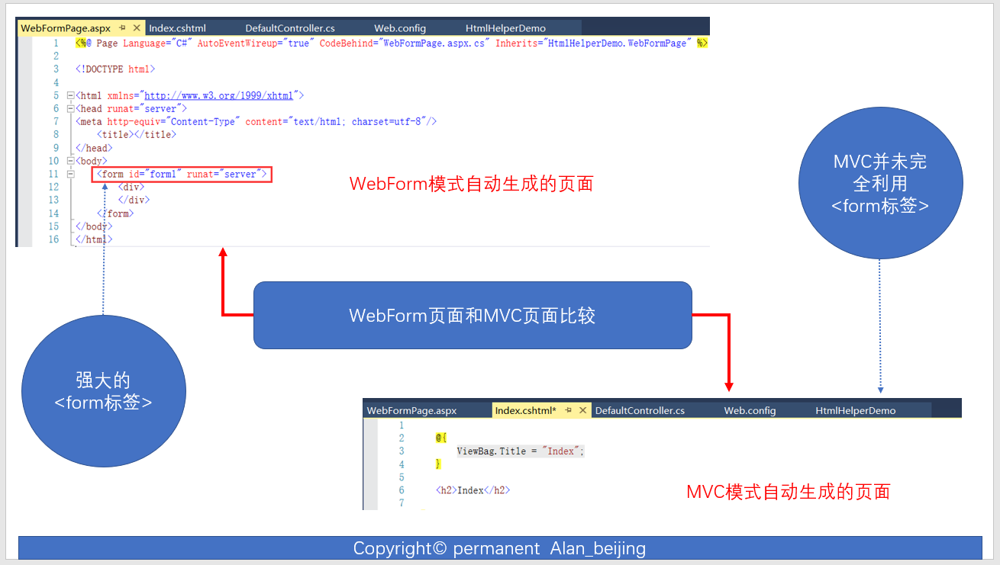 WebFormPage.aspx Index.cshtml DefaultController.cs Web.config HtmlHelperDemo
1 <%@ Page Language="C#" AutoEventWireup="true" CodeBehind="WebFormPage.aspx.cs" Inherits="HtmlHelperDemo.WebFormPage" %>
2
3 <!DOCTYPE html>
4
5 <html xmlns="http://www.w3.org/1999/xhtml">
6 <head runat="server">
7 <meta http-equiv="Content-Type" content="text/html; charset=utf-8"/>
8 <title></title>
9 </head>
10 <body>
11 <form id="form1" runat="server">
12 <div>
13 </div>
14 </form>
15 </body>
16 </html>
WebForm模式自动生成的页面
MVC并未完
全利用
<form标签>
WebForm页面和MVC页面比较
强大的
<form标签>
WebFormPage.aspx Index.cshtml* DefaultController.cs Web.config HtmlHelperDemo
1
2 @{
3 ViewBag.Title = "Index";
4 }
5
6 <h2>Index</h2>
7
MVC模式自动生成的页面
Copyright© permanent Alan_beijing